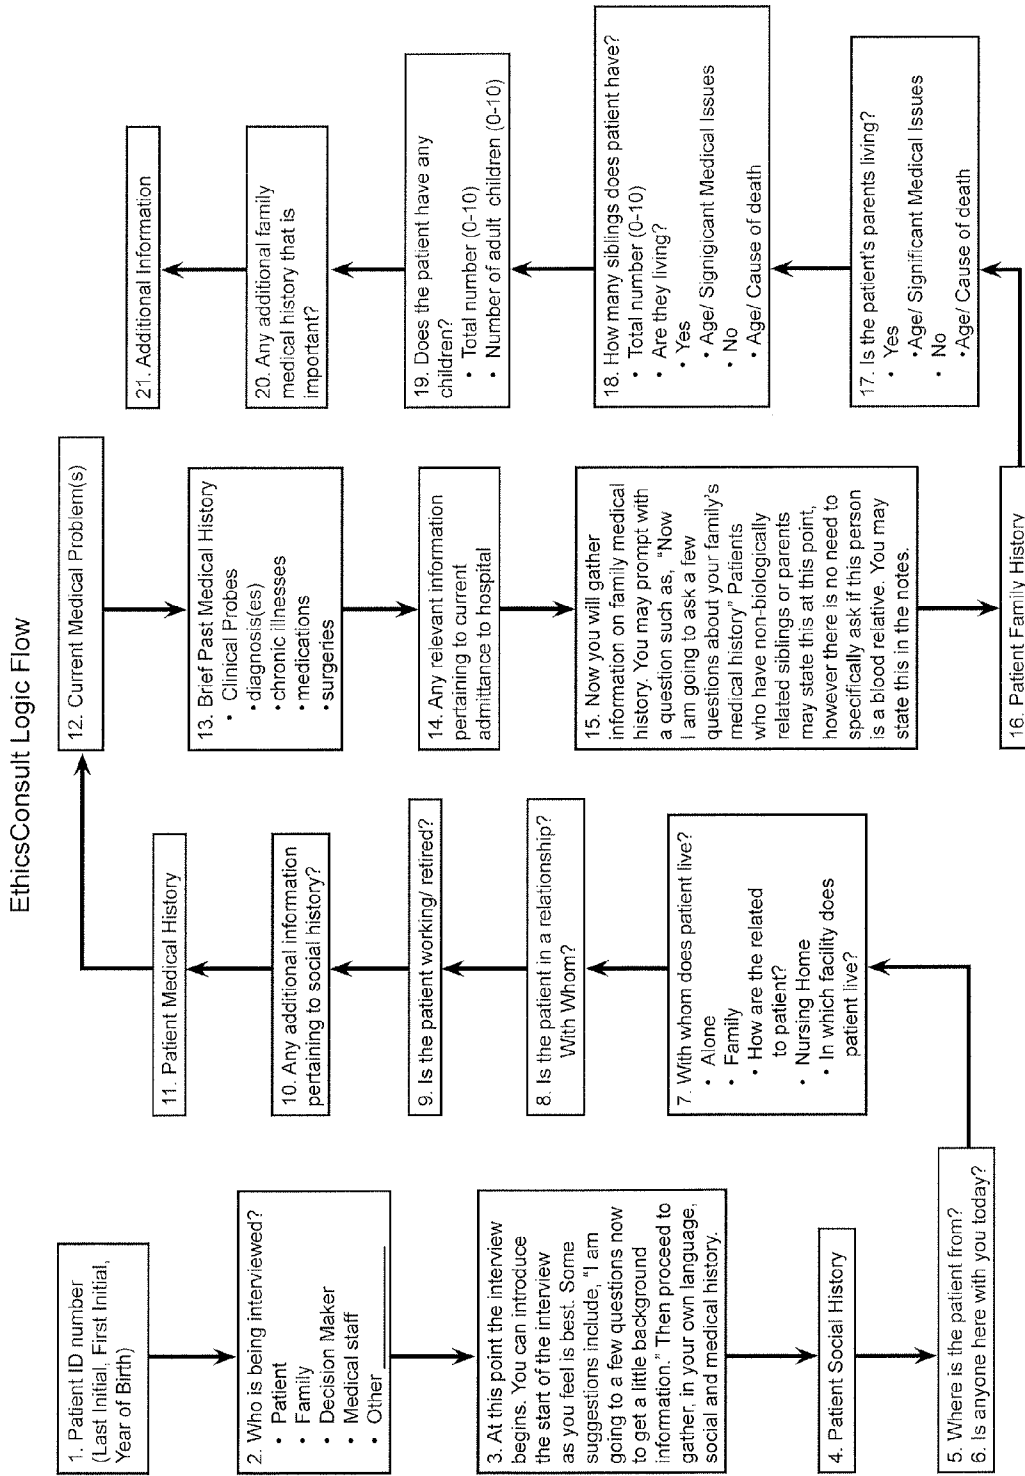 EthicsConsult Logic Flow
1. Patient ID number
(Last Initial, First Initial,
Year of Birth)
2. Who is being interviewed?
• Patient
• Family
• Decision Maker
• Medical staff
• Other ________
3. At this point the interview
begins. You can introduce
the start of the interview
as you feel is best. Some
suggestions include, “I am
going to a few questions now
to get a little background
information.” Then proceed to
gather, in your own language,
social and medical history.
4. Patient Social History
5. Where is the patient from?
6. Is anyone here with you today?
7. With whom does patient live?
• Alone
• Family
• How are the related
to patient?
• Nursing Home
• In which facility does
patient live?
8. Is the patient in a relationship?
With Whom?
9. Is the patient working/ retired?
10. Any additional information
pertaining to social history?
11. Patient Medical History
12. Current Medical Problem(s)
13. Brief Past Medical History
• Clinical Probes
•diagnosis(es)
•chronic illnesses
•medications
•surgeries
14. Any relevant information
pertaining to current
admittance to hospital
15. Now you will gather
information on family medical
history. You may prompt with
a question such as, “Now
I am going to ask a few
questions about your family’s
medical history” Patients
who have non-biologically
related siblings or parents
may state this at this point,
however there is no need to
specifically ask if this person
is a blood relative. You may
state this in the notes.
16. Patient Family History
17. Is the patient’s parents living?
• Yes
•Age/ Significant Medical Issues
• No
•Age/ Cause of death
18. How many siblings does patient have?
• Total number (0-10)
• Are they living?
• Yes
• Age/ Signigicant Medical Issues
• No
• Age/ Cause of death
19. Does the patient have any
children?
• Total number (0-10)
• Number of adult children (0-10)
20. Any additional family
medical history that is
important?
21. Additional Information